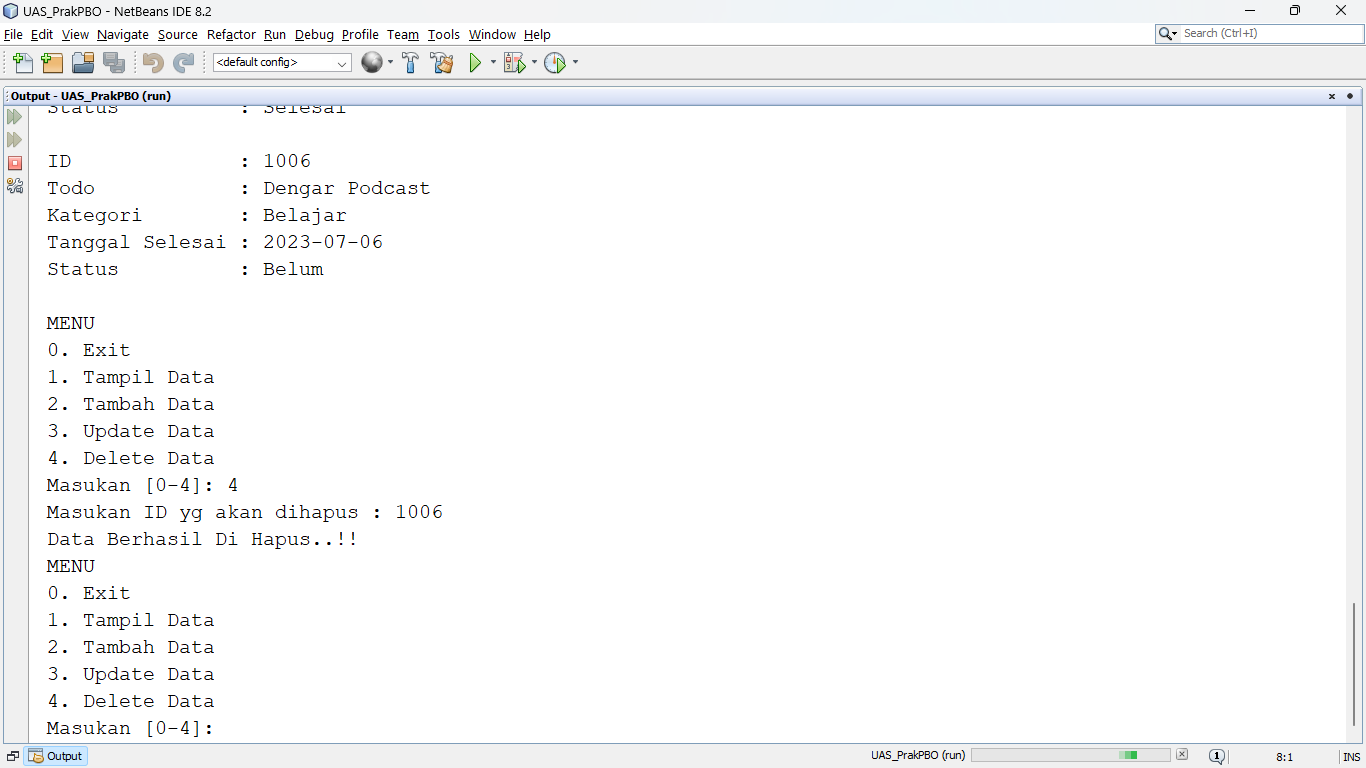 UAS_PrakPBO - NetBeans IDE 8.2
File Edit View Navigate Source Refactor Run Debug Profile Team Tools Window Help
Search (Ctrl+I)
<default config>
Output - UAS_PrakPBO (run)
Status : Selesai
ID : 1006
Todo : Dengar Podcast
Kategori : Belajar
Tanggal Selesai : 2023-07-06
Status : Belum
MENU
0. Exit
1. Tampil Data
2. Tambah Data
3. Update Data
4. Delete Data
Masukan [0-4]: 4
Masukan ID yg akan dihapus : 1006
Data Berhasil Di Hapus..!!
MENU
0. Exit
1. Tampil Data
2. Tambah Data
3. Update Data
4. Delete Data
Masukan [0-4]:
Output
UAS_PrakPBO (run)
1
8:1
INS